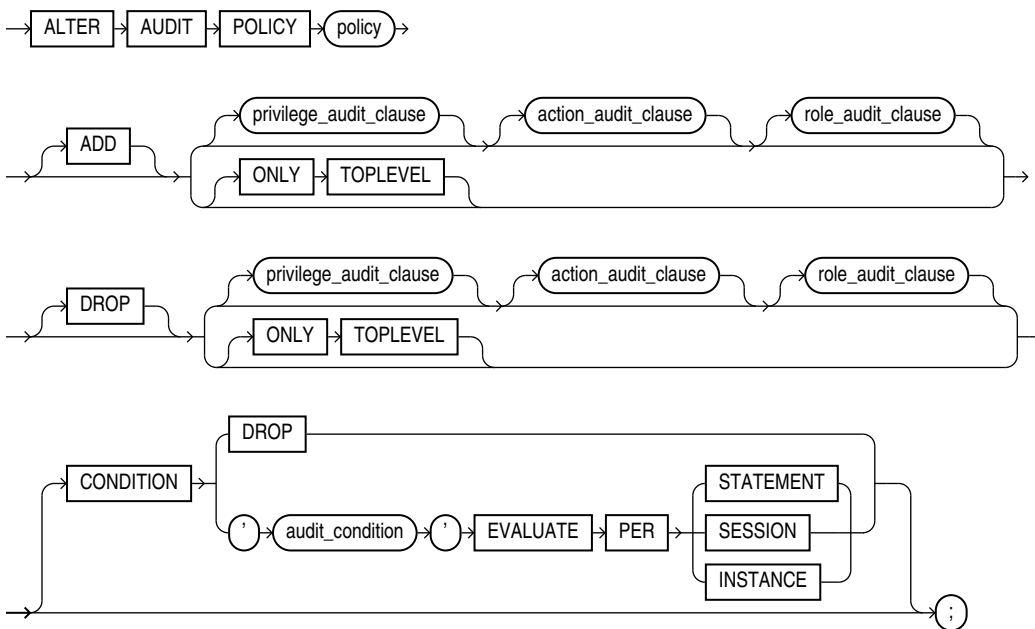 ALTER AUDIT POLICY policy
privilege_audit_clause action_audit_clause role_audit_clause
ADD
ONLY TOPLEVEL
privilege_audit_clause action_audit_clause role_audit_clause
DROP
ONLY TOPLEVEL
DROP
CONDITION STATEMENT
' audit_condition ' EVALUATE PER SESSION
INSTANCE
;